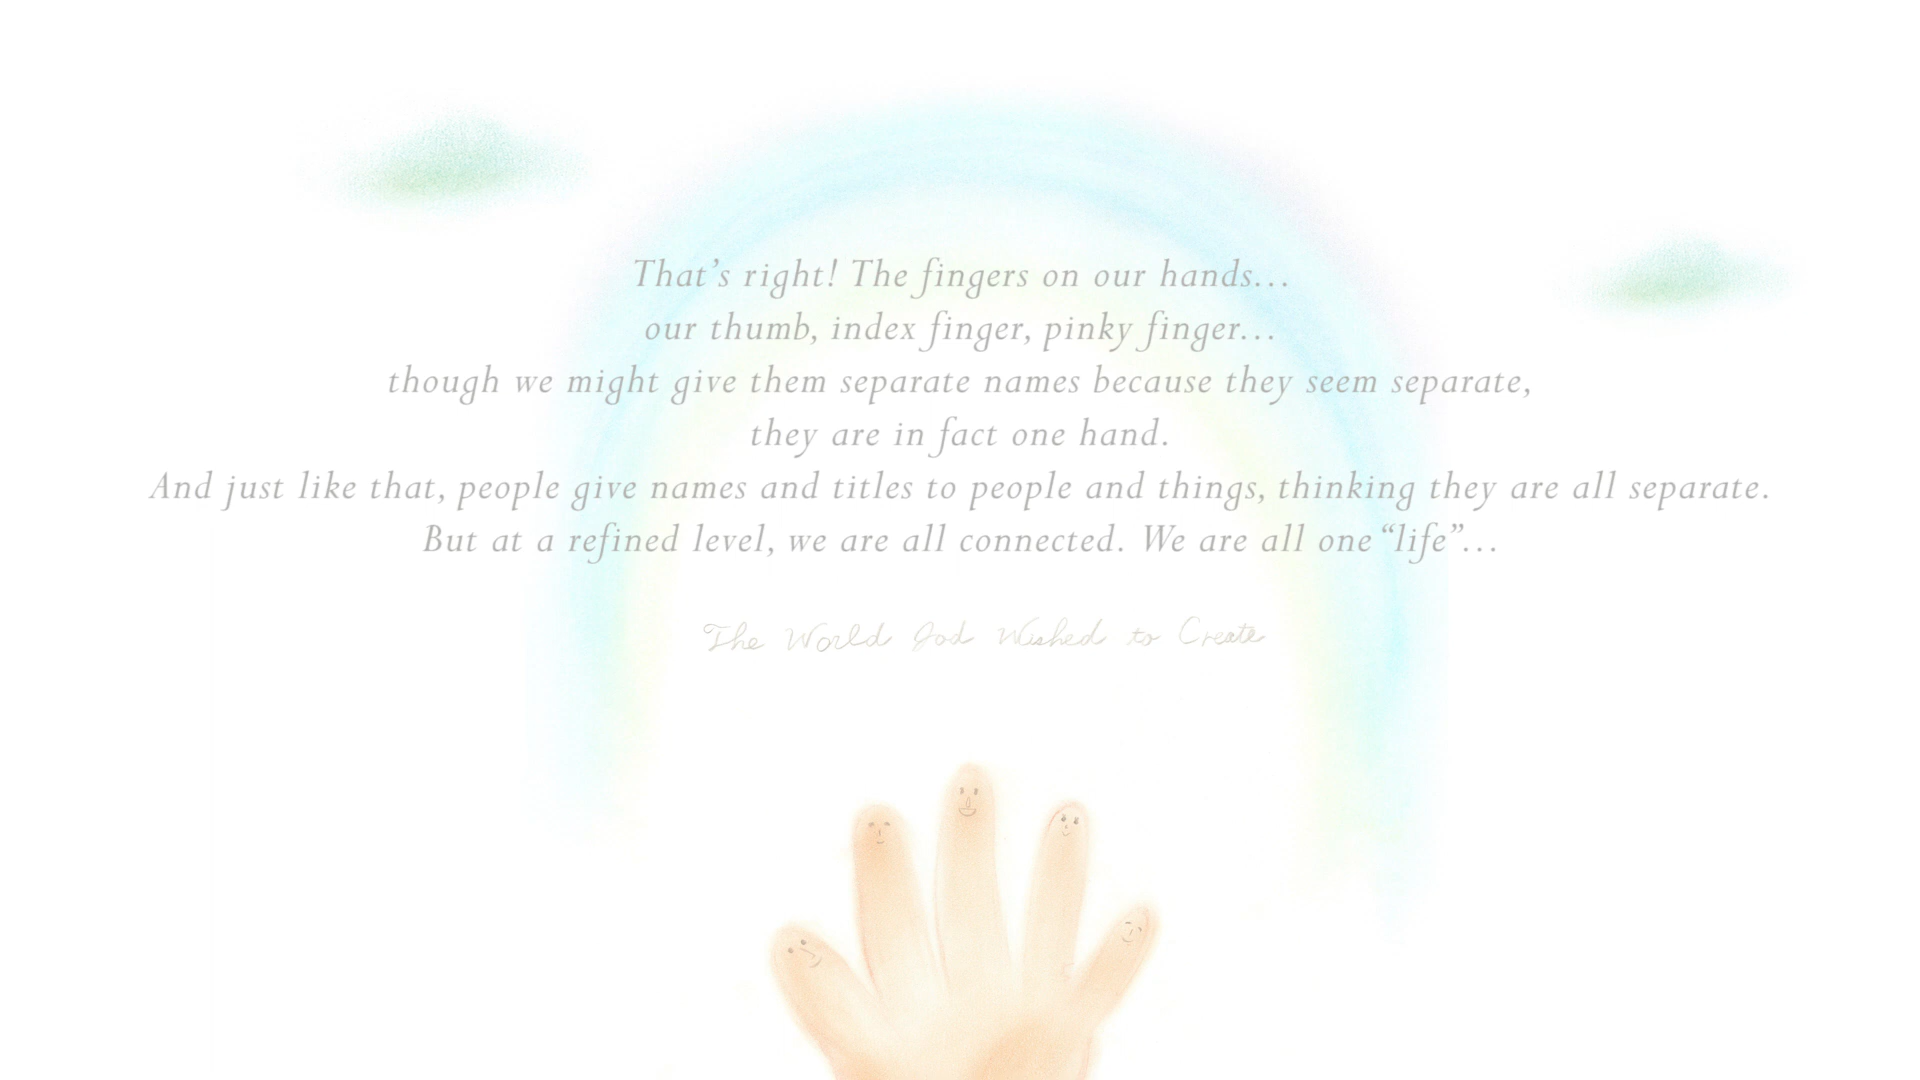 That’s right! The fingers on our hands…
our thumb, index finger, pinky finger…
though we might give them separate names because they seem separate,
they are in fact one hand.
And just like that, people give names and titles to people and things, thinking they are all separate.
But at a refined level, we are all connected. We are all one “life”…
The World God Wished to Create